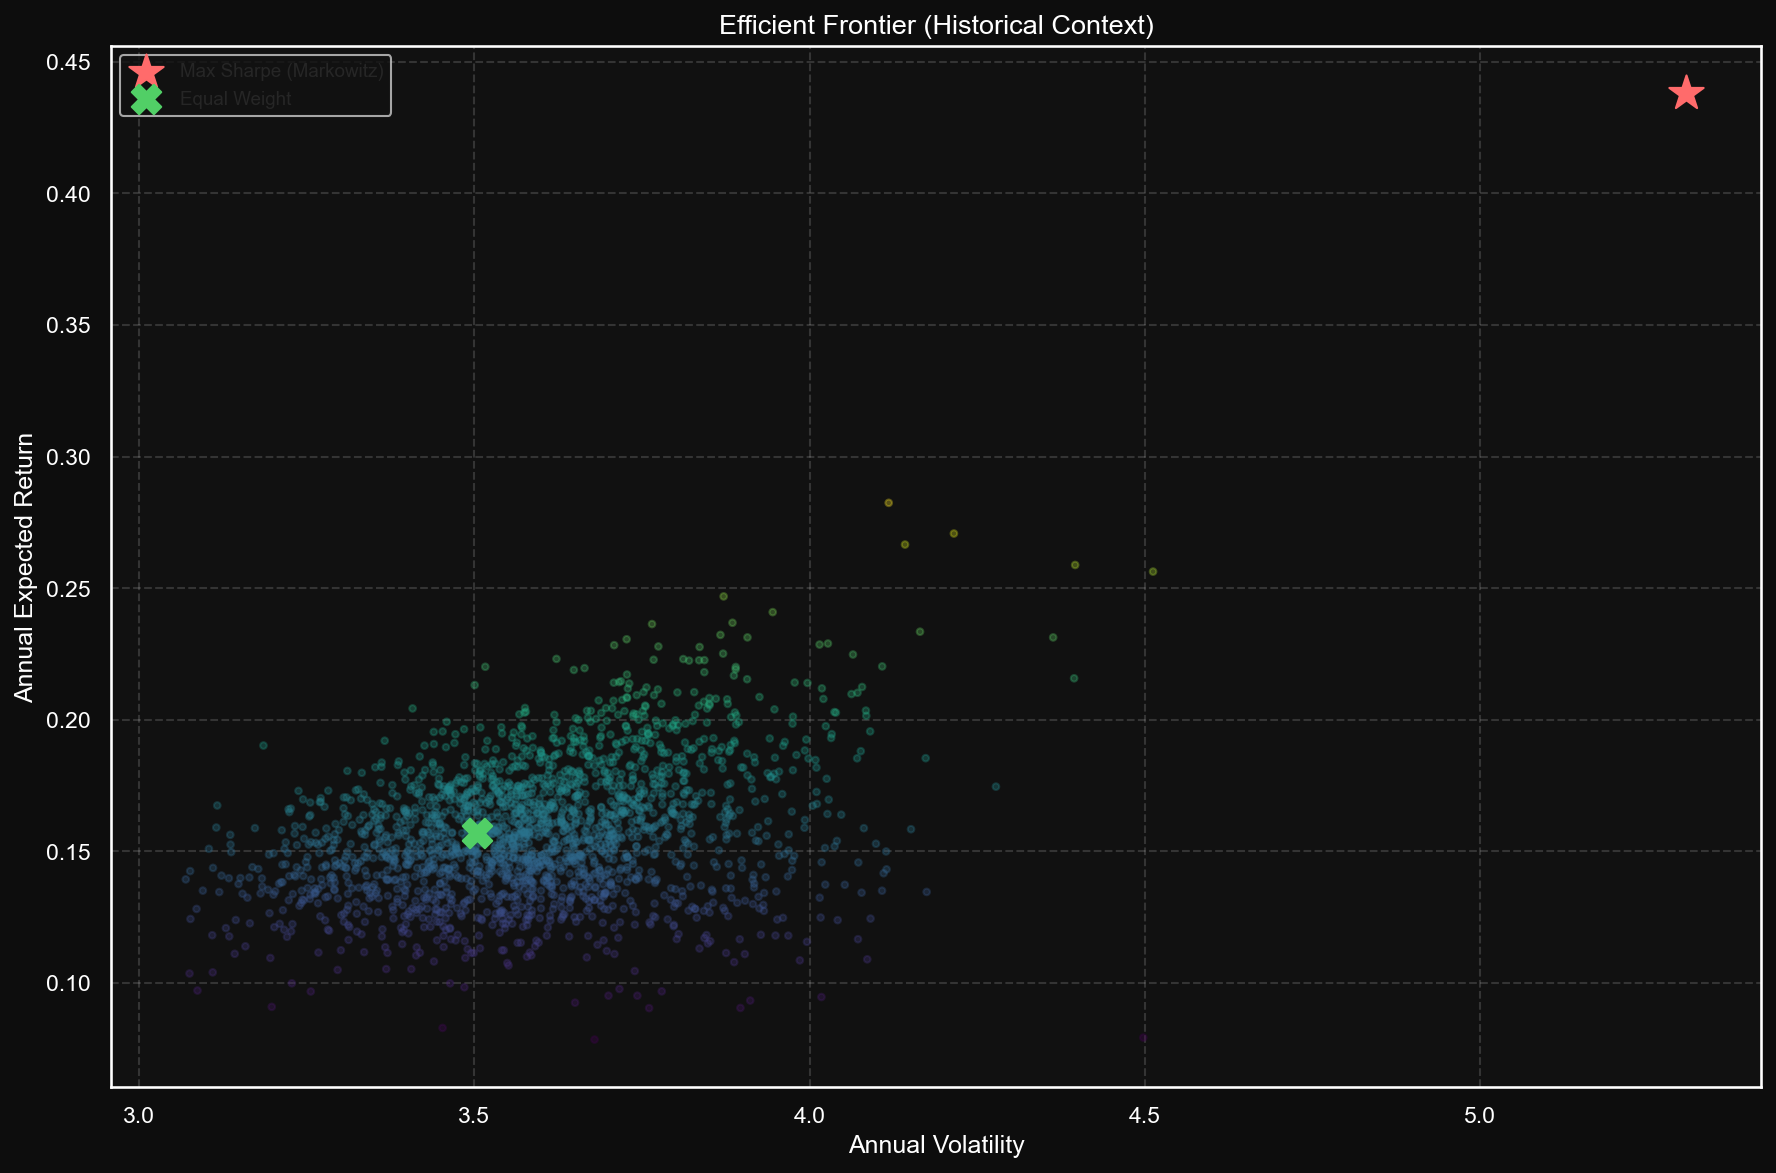 Efficient Frontier (Historical Context)
Max Sharpe (Markowitz)
Equal Weight
Annual Expected Return
0.45
0.40
0.35
0.30
0.25
0.20
0.15
0.10
3.0 3.5 4.0 4.5 5.0
Annual Volatility